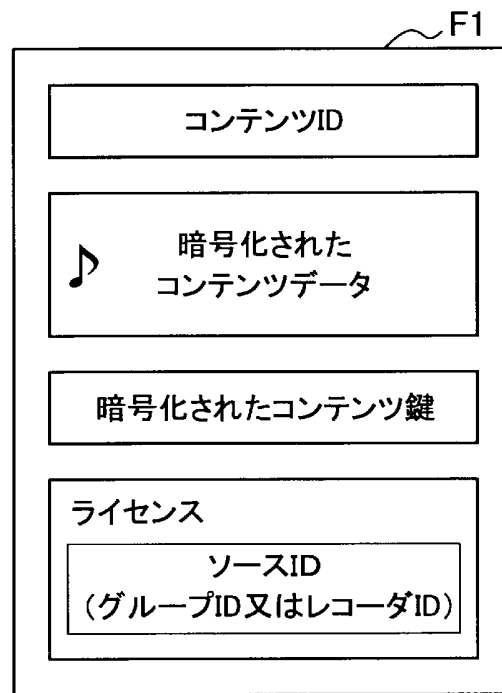 F1
コンテンツID
暗号化された
コンテンツデータ
暗号化されたコンテンツ鍵
ライセンス
ソースID
(グループID又はレコーダID)